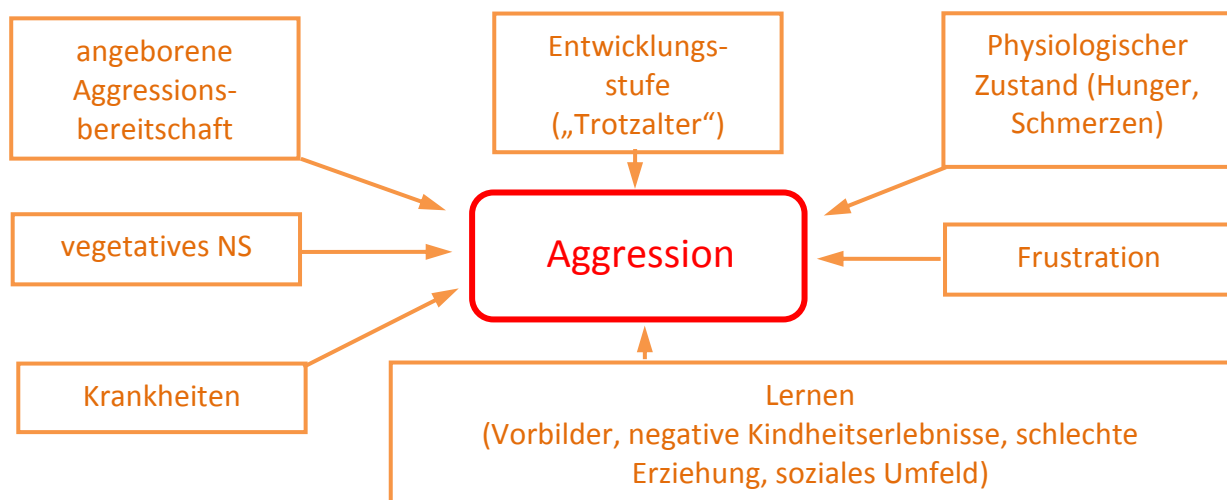 angeborene
Aggressions-
bereitschaft
Entwicklungs-
stufe
(„Trotzalter“)
Physiologischer
Zustand (Hunger,
Schmerzen)
vegetatives NS
Aggression
Frustration
Krankheiten
Lernen
(Vorbilder, negative Kindheitserlebnisse, schlechte
Erziehung, soziales Umfeld)